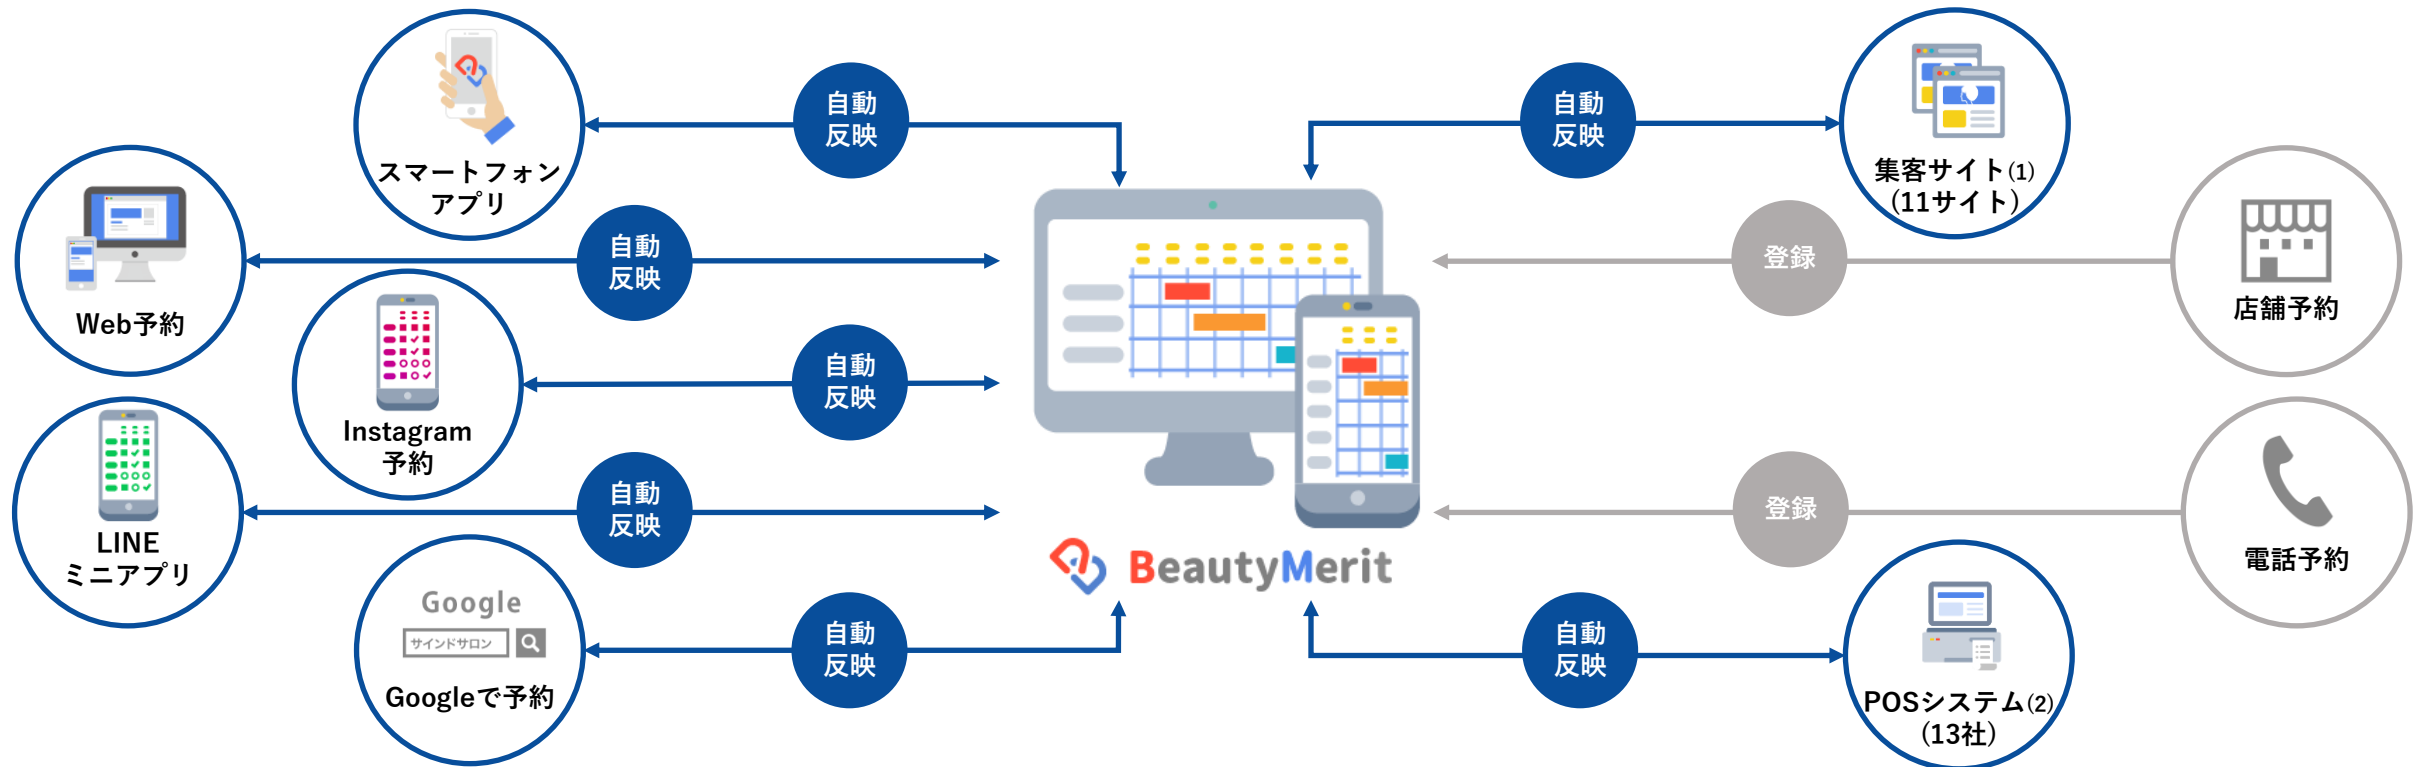 スマートフォン
アプリ
自動
反映
Web予約
自動
反映
Instagram
予約
自動
反映
LINE
ミニアプリ
自動
反映
Google
サインドサロン
Googleで予約
自動
反映
BeautyMerit
自動
反映
集客サイト(1)
(11サイト)
登録
店舗予約
登録
電話予約
自動
反映
POSシステム(2)
(13社)